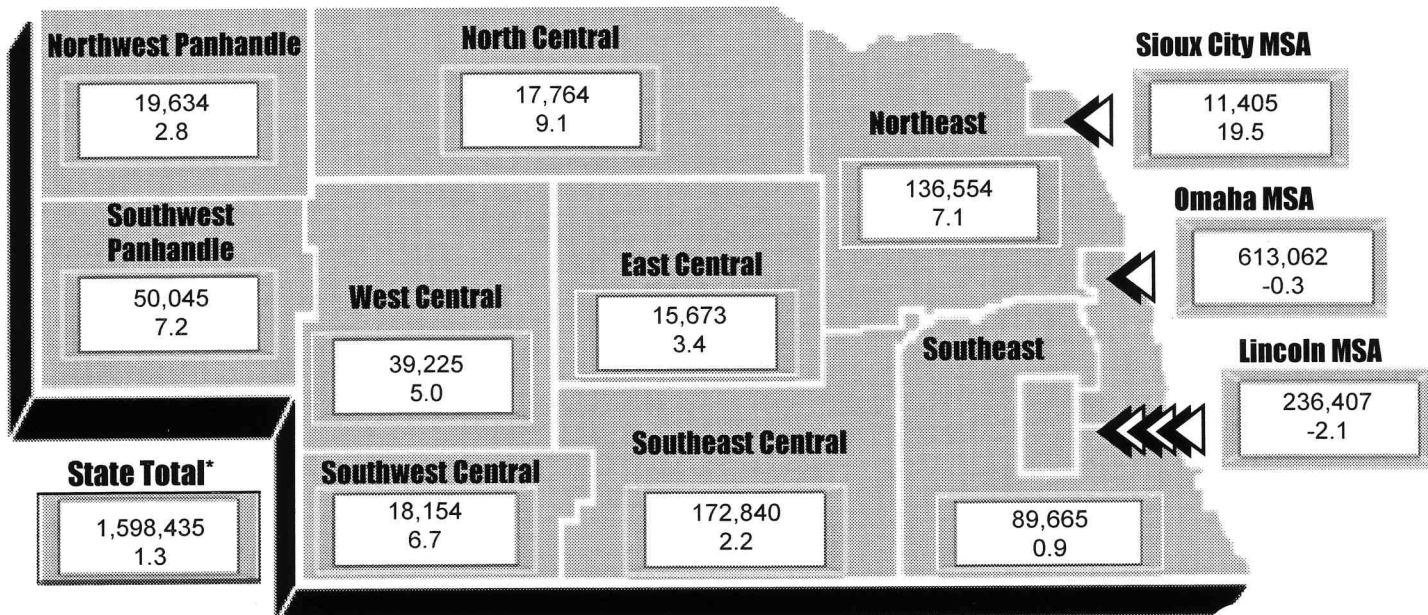 Northwest Panhandle
19,634
2.8
North Central
17,764
9.1
Sioux City MSA
11,405
19.5
Northeast
136,554
7.1
Southwest
Panhandle
50,045
7.2
West Central
39,225
5.0
East Central
15,673
3.4
Omaha MSA
613,062
-0.3
Southeast
89,665
0.9
Lincoln MSA
236,407
-2.1
State Total*
1,598,435
1.3
Southwest Central
18,154
6.7
Southeast Central
172,840
2.2